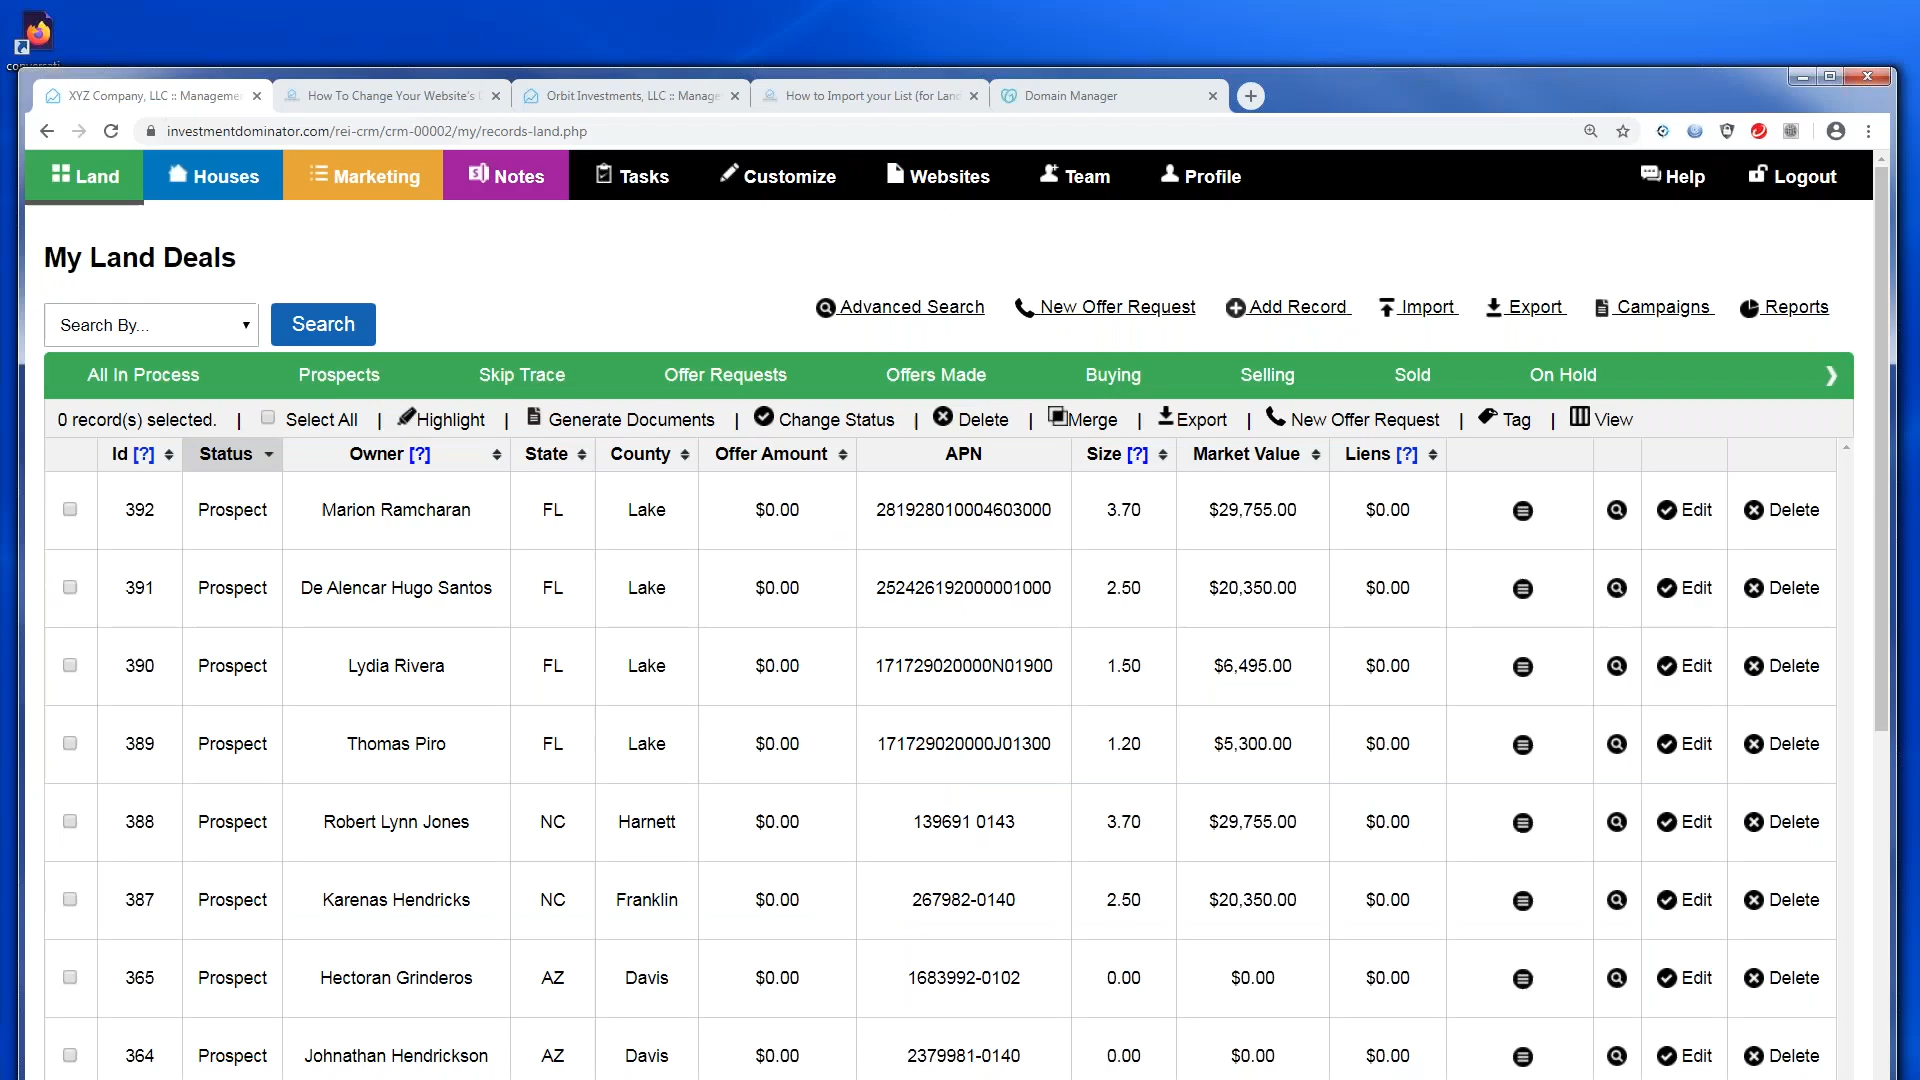 XYZ Company, LLC :: Manageme
How To Change Your Website's
Orbit Investments, LLC :: Manage
How to Import your List (for Lan
Domain Manager
investmentdominator.com/rei-crm/crm-00002/my/records-land.php
Land Houses Marketing Notes Tasks Customize Websites Team Profile Help Logout
My Land Deals
Search By... Search
Advanced Search New Offer Request Add Record Import Export Campaigns Reports
All In Process Prospects Skip Trace Offer Requests Offers Made Buying Selling Sold On Hold
0 record(s) selected. | Select All | Highlight | Generate Documents | Change Status | Delete | Merge | Export | New Offer Request | Tag | View
Id [?] Status Owner [?] State County Offer Amount APN Size [?] Market Value Liens [?]
392 Prospect Marion Ramcharan FL Lake $0.00 281928010004603000 3.70 $29,755.00 $0.00 Edit Delete
391 Prospect De Alencar Hugo Santos FL Lake $0.00 252426192000001000 2.50 $20,350.00 $0.00 Edit Delete
390 Prospect Lydia Rivera FL Lake $0.00 171729020000N01900 1.50 $6,495.00 $0.00 Edit Delete
389 Prospect Thomas Piro FL Lake $0.00 171729020000J01300 1.20 $5,300.00 $0.00 Edit Delete
388 Prospect Robert Lynn Jones NC Harnett $0.00 139691 0143 3.70 $29,755.00 $0.00 Edit Delete
387 Prospect Karenas Hendricks NC Franklin $0.00 267982-0140 2.50 $20,350.00 $0.00 Edit Delete
365 Prospect Hectoran Grinderos AZ Davis $0.00 1683992-0102 0.00 $0.00 $0.00 Edit Delete
364 Prospect Johnathan Hendrickson AZ Davis $0.00 2379981-0140 0.00 $0.00 $0.00 Edit Delete